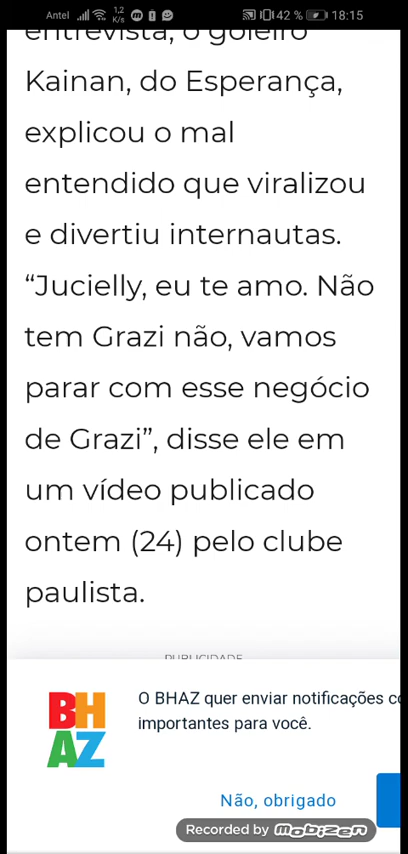 Antel 1,2 K/s 42 % 18:15
entrevista, o goleiro
Kainan, do Esperança,
explicou o mal
entendido que viralizou
e divertiu internautas.
“Jucielly, eu te amo. Não
tem Grazi não, vamos
parar com esse negócio
de Grazi”, disse ele em
um vídeo publicado
ontem (24) pelo clube
paulista.
PUBLICIDADE
BH
AZ
O BHAZ quer enviar notificações
importantes para você.
Não, obrigado
Recorded by mobizen